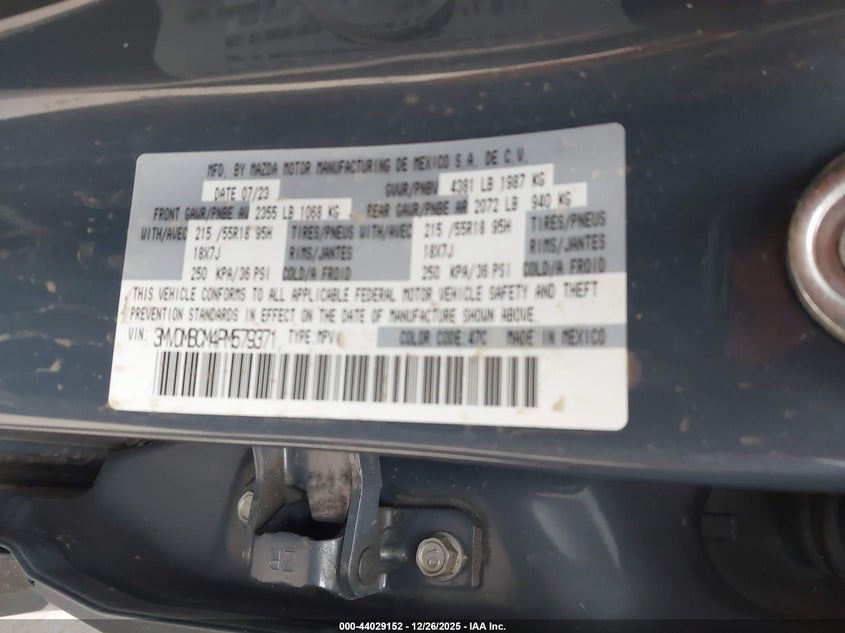 MFD. BY MAZDA MOTOR MANUFACTURING DE MEXICO S.A. DE C.V.
DATE 07/23 GVWR/PNBV 4381 LB 1987 KG
FRONT GAWR/PNBE AV 2355 LB 1068 KG REAR GAWR/PNBE AR 2072 LB 940 KG
WITH/AVEC 215 /55R18 95H TIRES/PNEUS WITH/AVEC 215 /55R18 95H TIRES/PNEUS
18X7J RIMS/JANTES 18X7J RIMS/JANTES
250 KPA/36 PSI COLD/A FROID 250 KPA/36 PSI COLD/A FROID
THIS VEHICLE CONFORMS TO ALL APPLICABLE FEDERAL MOTOR VEHICLE SAFETY AND THEFT
PREVENTION STANDARDS IN EFFECT ON THE DATE OF MANUFACTURE SHOWN ABOVE.
VIN: 3MVDMBCM4PM579371 TYPE:MPV COLOR CODE:47C MADE IN MEXICO
ZR
10
000-44029152 - 12/26/2025 - IAA Inc.